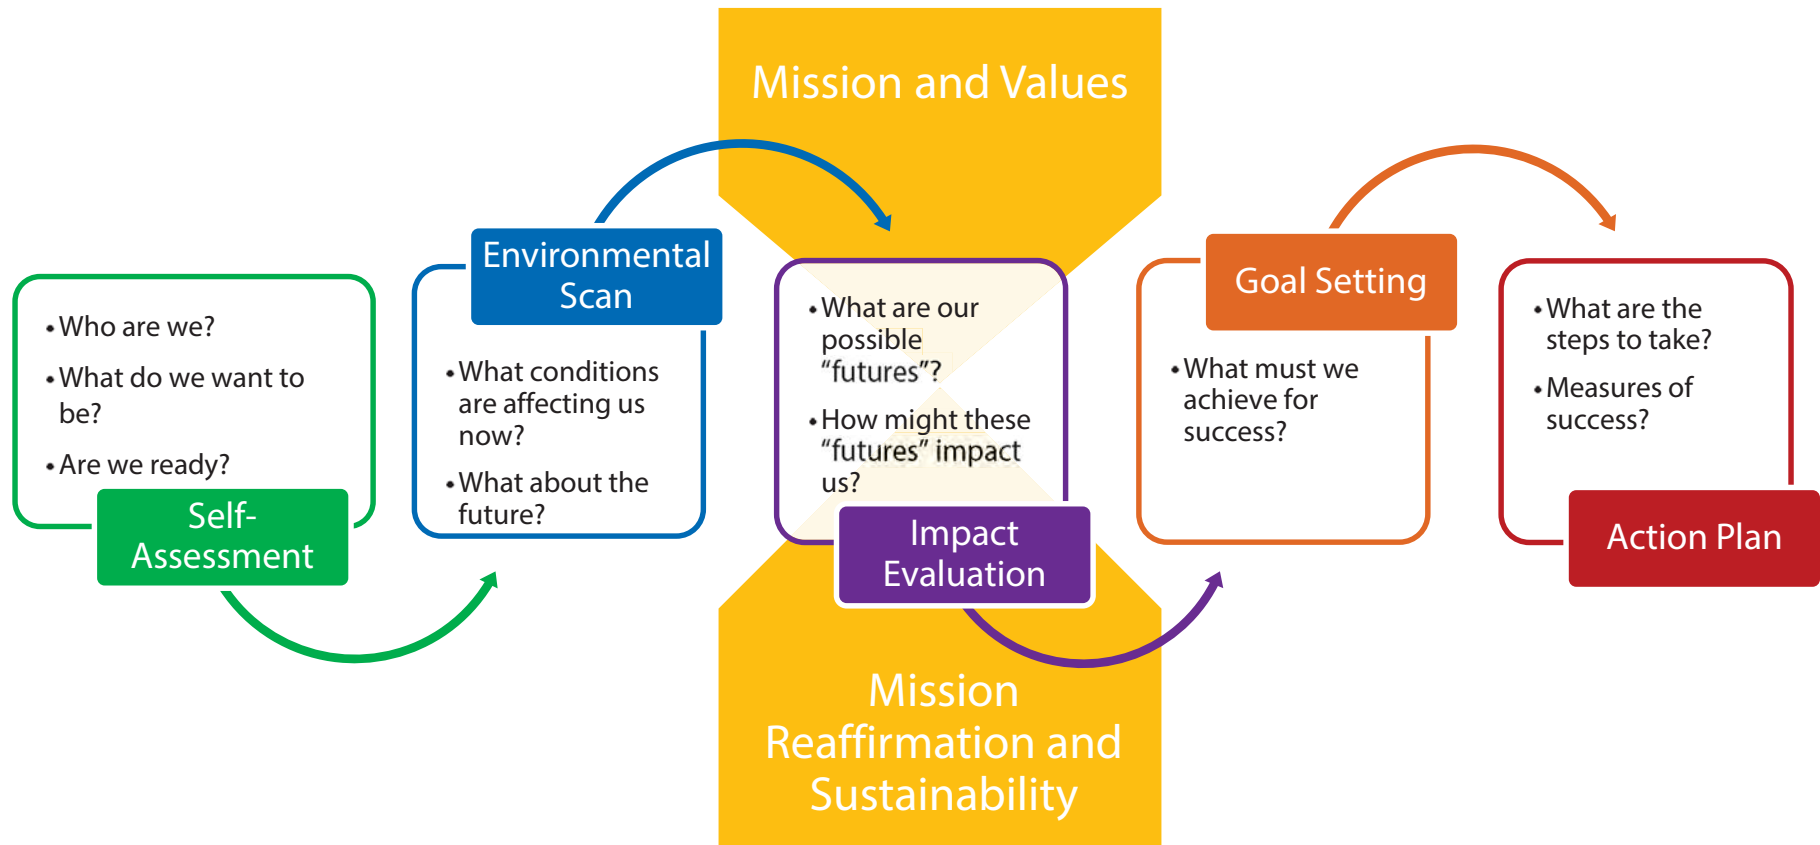 Mission and Values
• Who are we?
• What do we want to
be?
• Are we ready?
Self-
Assessment
Environmental
Scan
• What conditions
are affecting us
now?
• What about the
future?
• What are our
possible
“futures”?
• How might these
“futures” impact
us?
Impact
Evaluation
Goal Setting
• What must we
achieve for
success?
• What are the
steps to take?
• Measures of
success?
Action Plan
Mission
Reaffirmation and
Sustainability